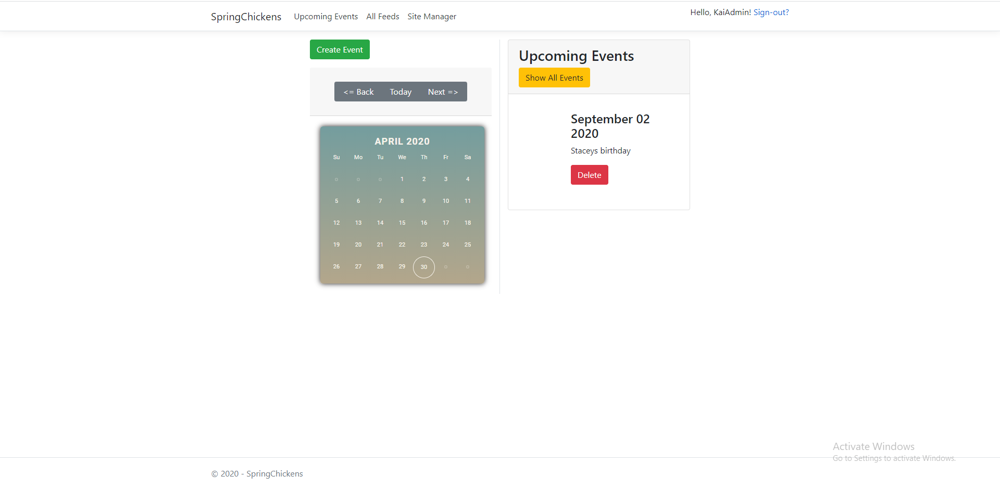 SpringChickens Upcoming Events All Feeds Site Manager Hello, KaiAdmin! Sign-out?
Create Event
<= Back Today Next =>
APRIL 2020
Su Mo Tu We Th Fr Sa
○ ○ ○ 1 2 3 4
5 6 7 8 9 10 11
12 13 14 15 16 17 18
19 20 21 22 23 24 25
26 27 28 29 30 ○ ○
Upcoming Events
Show All Events
September 02
2020
Staceys birthday
Delete
Activate Windows
Go to Settings to activate Windows.
© 2020 - SpringChickens